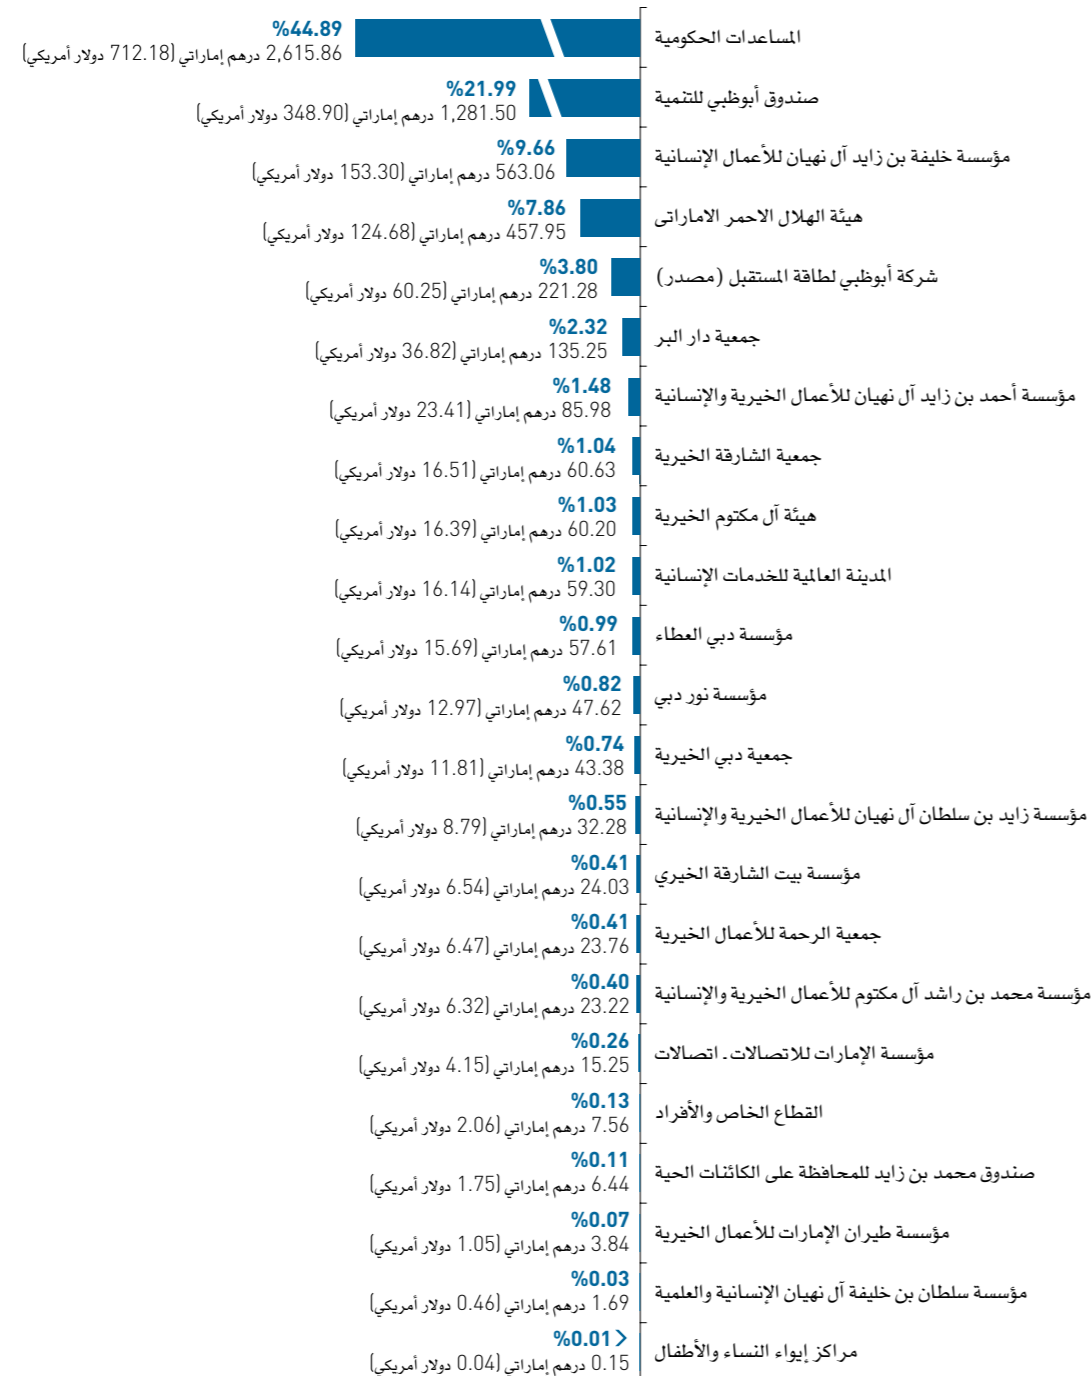 المساعدات الحكومية
%44.89
2,615.86 درهم إماراتي (712.18 دولار أمريكي)
صندوق أبوظبي للتنمية
%21.99
1,281.50 درهم إماراتي (348.90 دولار أمريكي)
مؤسسة خليفة بن زايد آل نهيان للأعمال الإنسانية
%9.66
563.06 درهم إماراتي (153.30 دولار أمريكي)
هيئة الهلال الاحمر الاماراتى
%7.86
457.95 درهم إماراتي (124.68 دولار أمريكي)
شركة أبوظبي لطاقة المستقبل (مصدر)
%3.80
221.28 درهم إماراتي (60.25 دولار أمريكي)
جمعية دار البر
%2.32
135.25 درهم إماراتي (36.82 دولار أمريكي)
مؤسسة أحمد بن زايد آل نهيان للأعمال الخيرية والإنسانية
%1.48
85.98 درهم إماراتي (23.41 دولار أمريكي)
جمعية الشارقة الخيرية
%1.04
60.63 درهم إماراتي (16.51 دولار أمريكي)
هيئة آل مكتوم الخيرية
%1.03
60.20 درهم إماراتي (16.39 دولار أمريكي)
المدينة العالمية للخدمات الإنسانية
%1.02
59.30 درهم إماراتي (16.14 دولار أمريكي)
مؤسسة دبي العطاء
%0.99
57.61 درهم إماراتي (15.69 دولار أمريكي)
مؤسسة نور دبي
%0.82
47.62 درهم إماراتي (12.97 دولار أمريكي)
جمعية دبي الخيرية
%0.74
43.38 درهم إماراتي (11.81 دولار أمريكي)
مؤسسة زايد بن سلطان آل نهيان للأعمال الخيرية والإنسانية
%0.55
32.28 درهم إماراتي (8.79 دولار أمريكي)
مؤسسة بيت الشارقة الخيري
%0.41
24.03 درهم إماراتي (6.54 دولار أمريكي)
جمعية الرحمة للأعمال الخيرية
%0.41
23.76 درهم إماراتي (6.47 دولار أمريكي)
مؤسسة محمد بن راشد آل مكتوم للأعمال الخيرية والإنسانية
%0.40
23.22 درهم إماراتي (6.32 دولار أمريكي)
مؤسسة الإمارات للاتصالات ـ اتصالات
%0.26
15.25 درهم إماراتي (4.15 دولار أمريكي)
القطاع الخاص والأفراد
%0.13
7.56 درهم إماراتي (2.06 دولار أمريكي)
صندوق محمد بن زايد للمحافظة على الكائنات الحية
%0.11
6.44 درهم إماراتي (1.75 دولار أمريكي)
مؤسسة طيران الإمارات للأعمال الخيرية
%0.07
3.84 درهم إماراتي (1.05 دولار أمريكي)
مؤسسة سلطان بن خليفة آل نهيان الإنسانية والعلمية
%0.03
1.69 درهم إماراتي (0.46 دولار أمريكي)
مراكز إيواء النساء والأطفال
%0.01>
0.15 درهم إماراتي (0.04 دولار أمريكي)